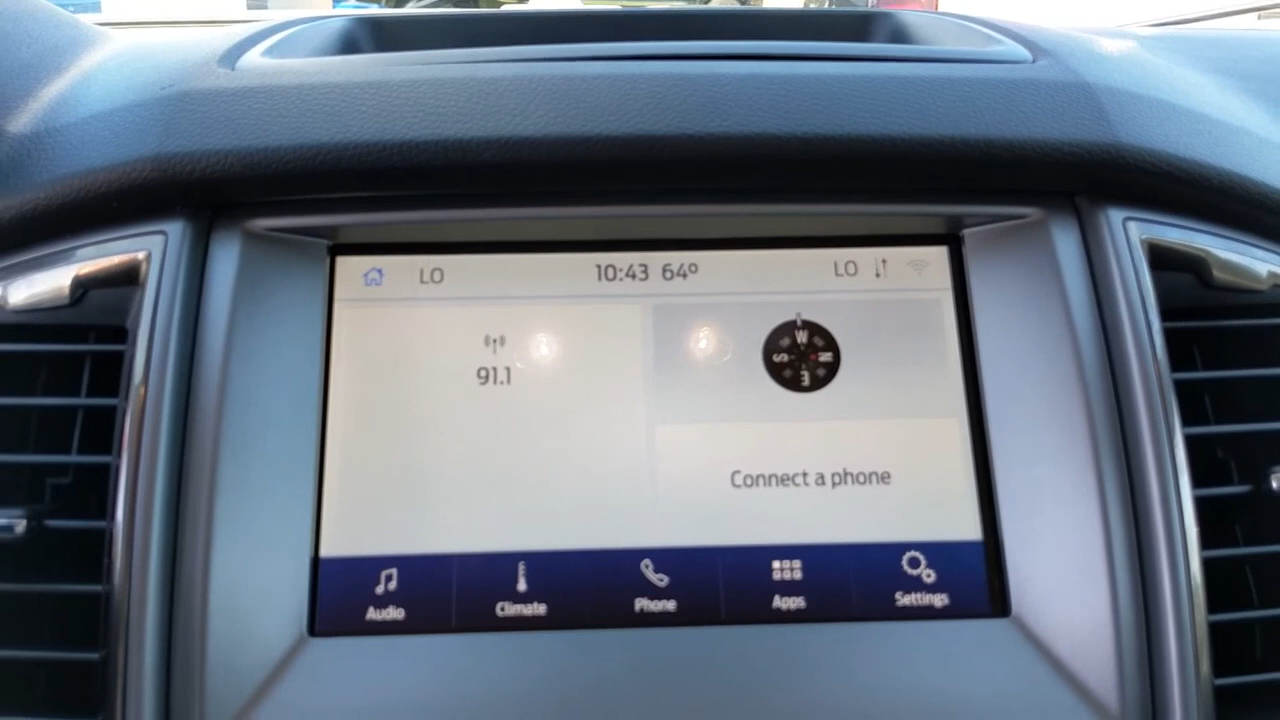 LO
10:43 64°
LO
91.1
W
S
N
E
Connect a phone
Audio
Climate
Phone
Apps
Settings